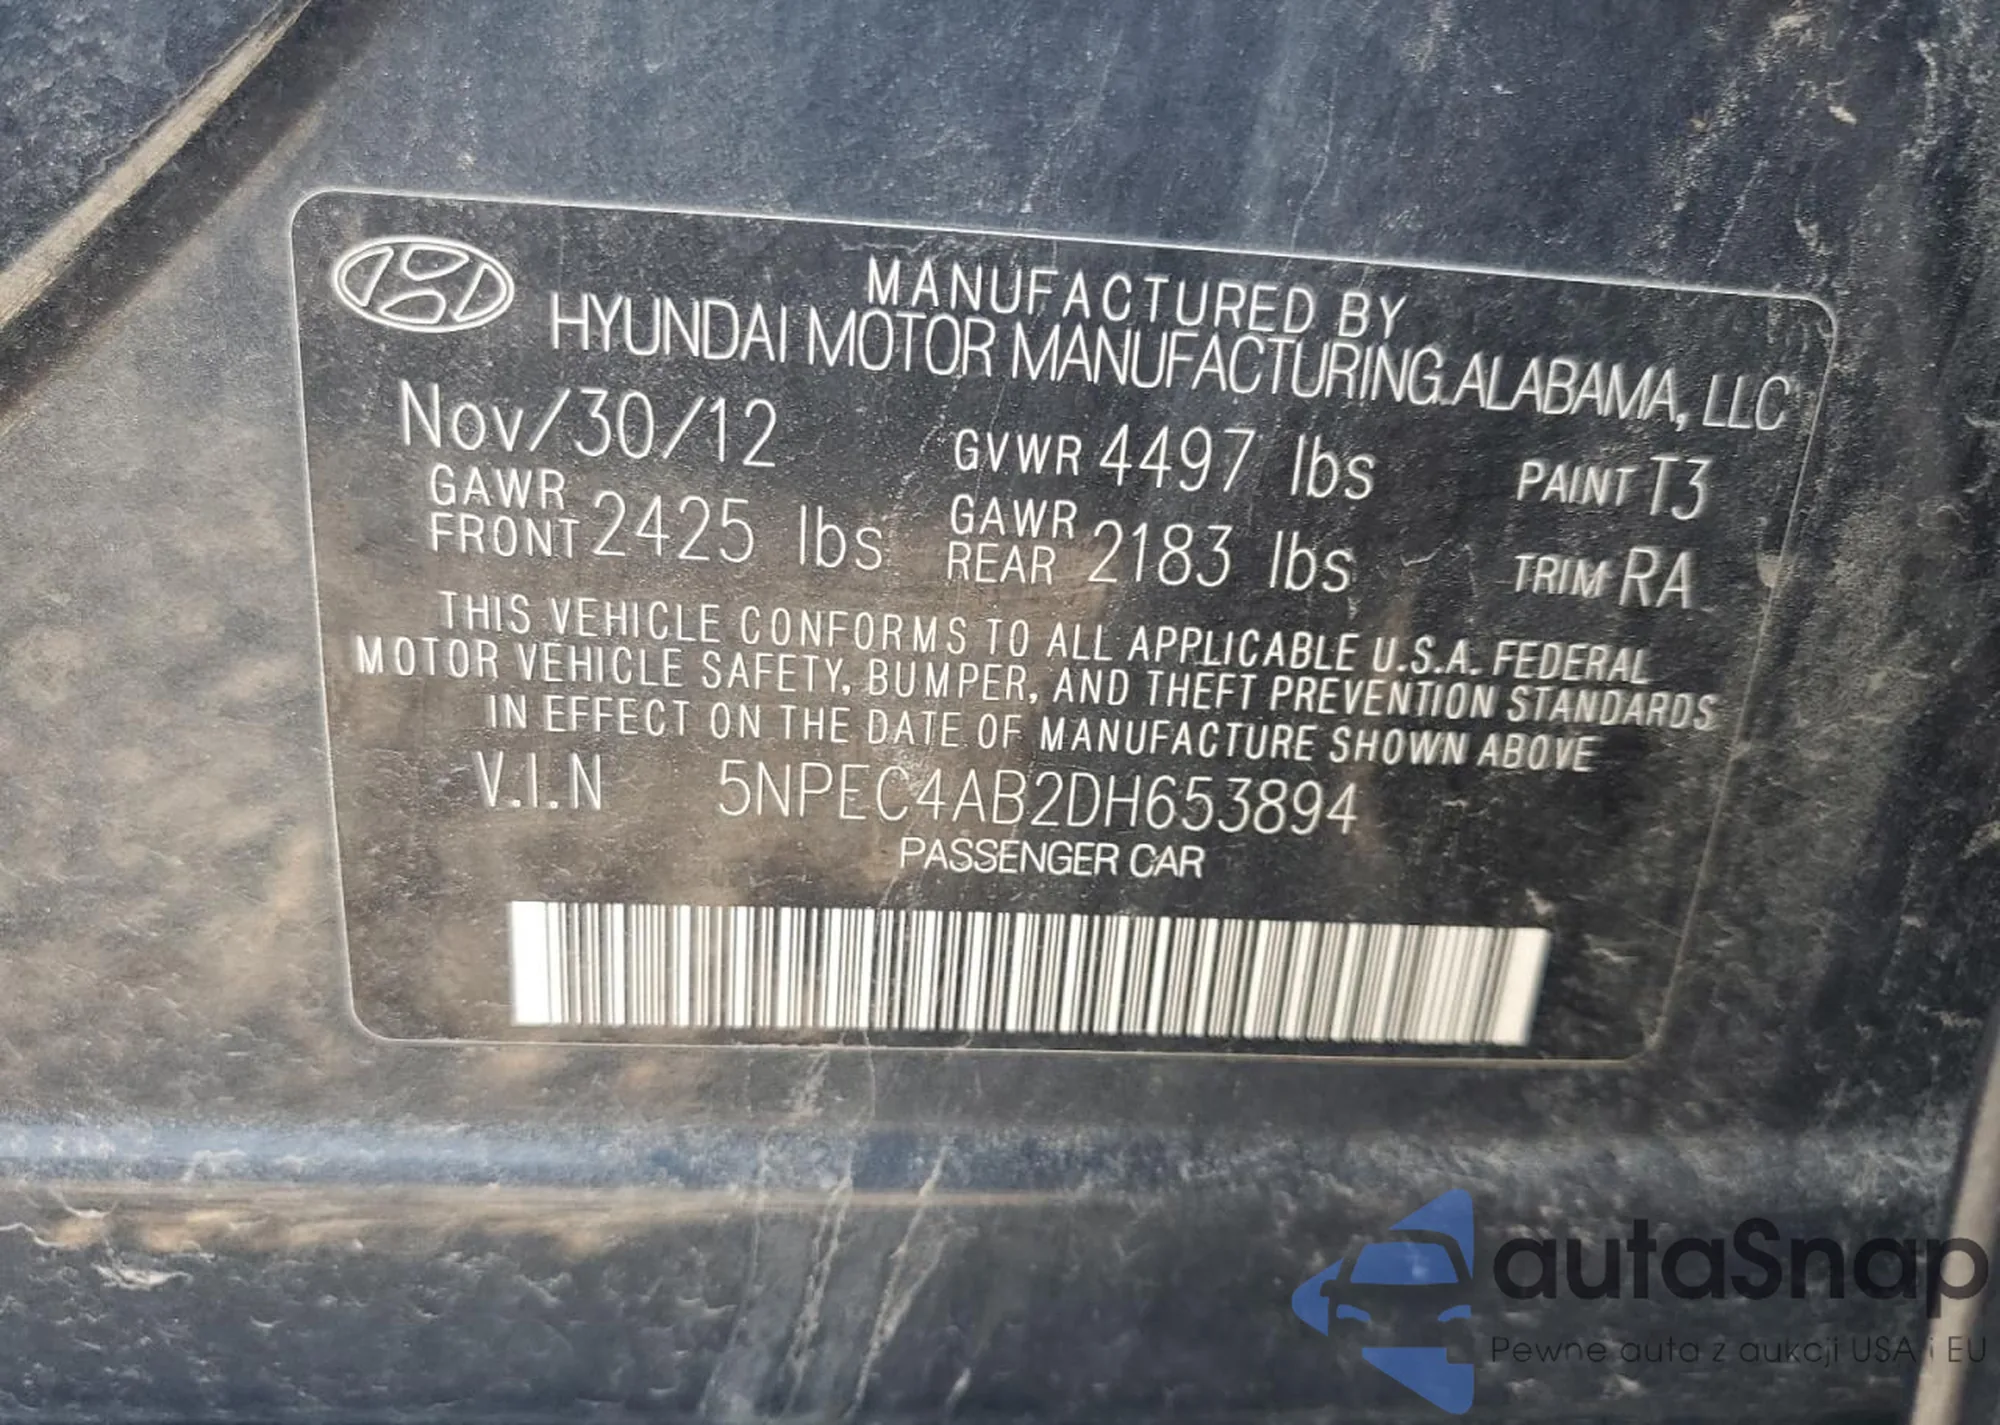 MANUFACTURED BY
HYUNDAI MOTOR MANUFACTURING ALABAMA, LLC
Nov/30/12 GVWR 4497 lbs PAINT T3
GAWR FRONT 2425 lbs GAWR REAR 2183 lbs TRIM RA
THIS VEHICLE CONFORMS TO ALL APPLICABLE U.S.A. FEDERAL
MOTOR VEHICLE SAFETY, BUMPER, AND THEFT PREVENTION STANDARDS
IN EFFECT ON THE DATE OF MANUFACTURE SHOWN ABOVE
V.I.N 5NPEC4AB2DH653894
PASSENGER CAR
autaSnap
Pewne auta z aukcji USA i EU